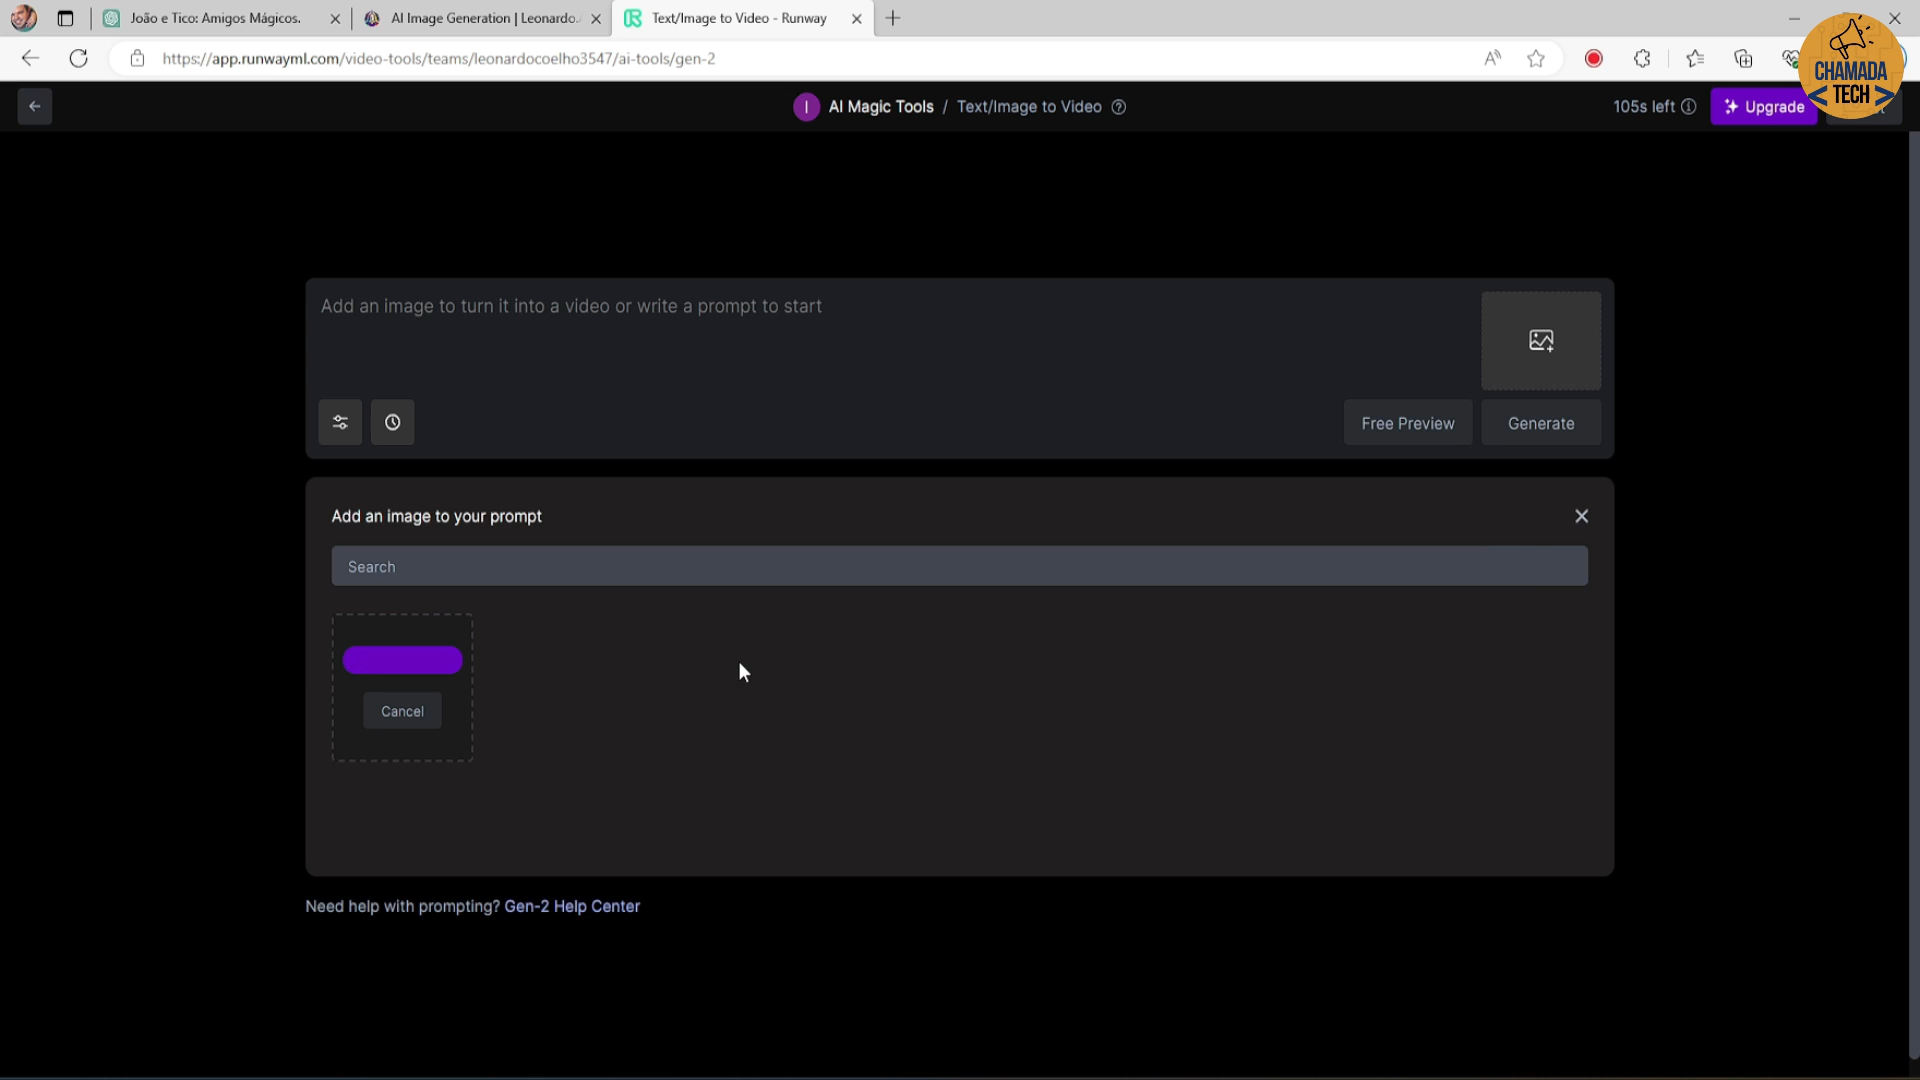 João e Tico: Amigos Mágicos.
AI Image Generation | Leonardo.
Text/Image to Video - Runway
https://app.runwayml.com/video-tools/teams/leonardocoelho3547/ai-tools/gen-2
CHAMADA
TECH
I
AI Magic Tools / Text/Image to Video
105s left
Upgrade
Add an image to turn it into a video or write a prompt to start
Free Preview
Generate
Add an image to your prompt
Search
Cancel
Need help with prompting? Gen-2 Help Center